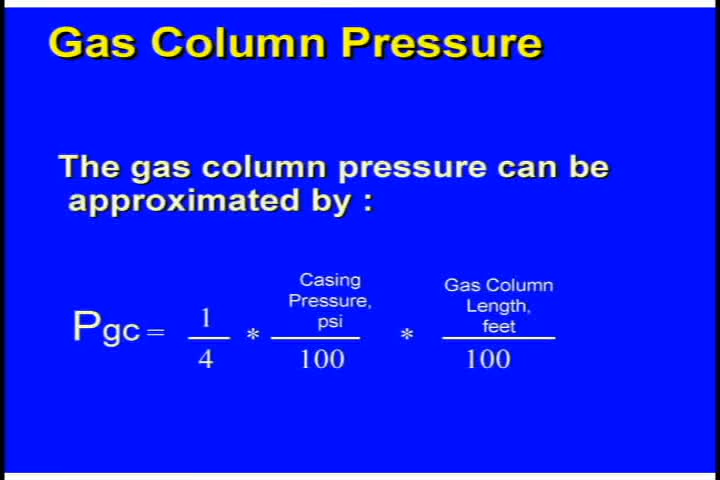 Gas Column Pressure
The gas column pressure can be
approximated by :
Pgc = 1/4 * Casing Pressure, psi/100 * Gas Column Length, feet/100